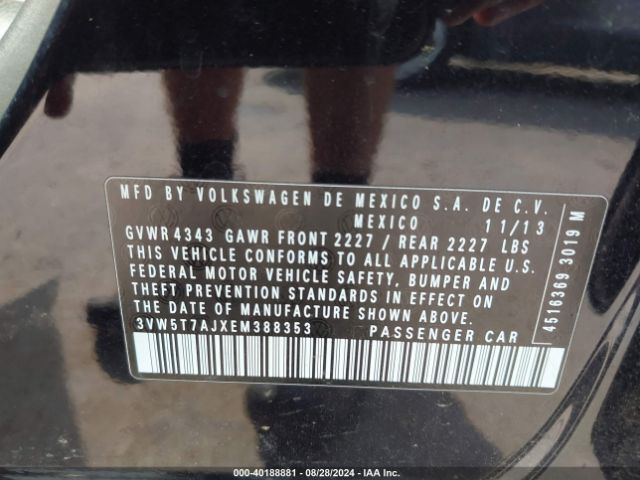 MFD BY VOLKSWAGEN DE MEXICO S.A. DE C.V.
MEXICO 11/13
GVWR 4343 GAWR FRONT 2227 / REAR 2227 LBS
THIS VEHICLE CONFORMS TO ALL APPLICABLE U.S.
FEDERAL MOTOR VEHICLE SAFETY, BUMPER AND
THEFT PREVENTION STANDARDS IN EFFECT ON
THE DATE OF MANUFACTURE SHOWN ABOVE.
3VW5T7AJXEM388353 PASSENGER CAR
4516369 3019 M
000-40188881 - 08/28/2024 - IAA Inc.